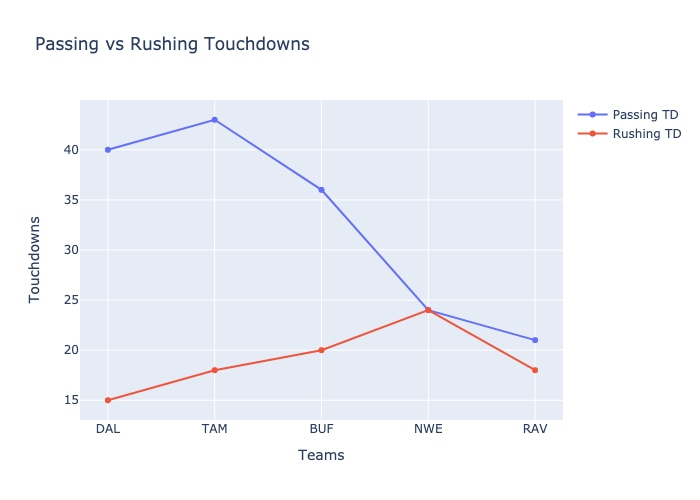 Passing vs Rushing Touchdowns
Passing TD
Rushing TD
Touchdowns
40
35
30
25
20
15
DAL TAM BUF NWE RAV
Teams